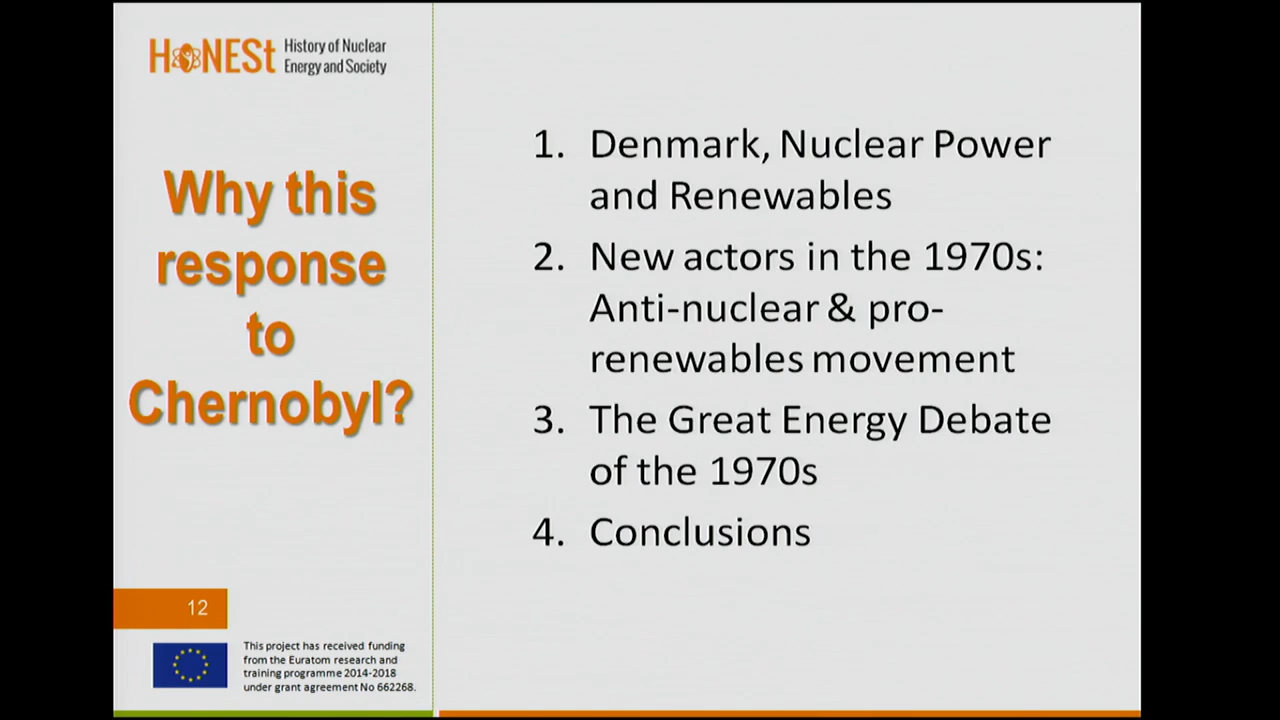 HoNESt
History of Nuclear
Energy and Society
Why this
response
to
Chernobyl?
1. Denmark, Nuclear Power
and Renewables
2. New actors in the 1970s:
Anti-nuclear & pro-
renewables movement
3. The Great Energy Debate
of the 1970s
4. Conclusions
12
This project has received funding
from the Euratom research and
training programme 2014-2018
under grant agreement No 662268.